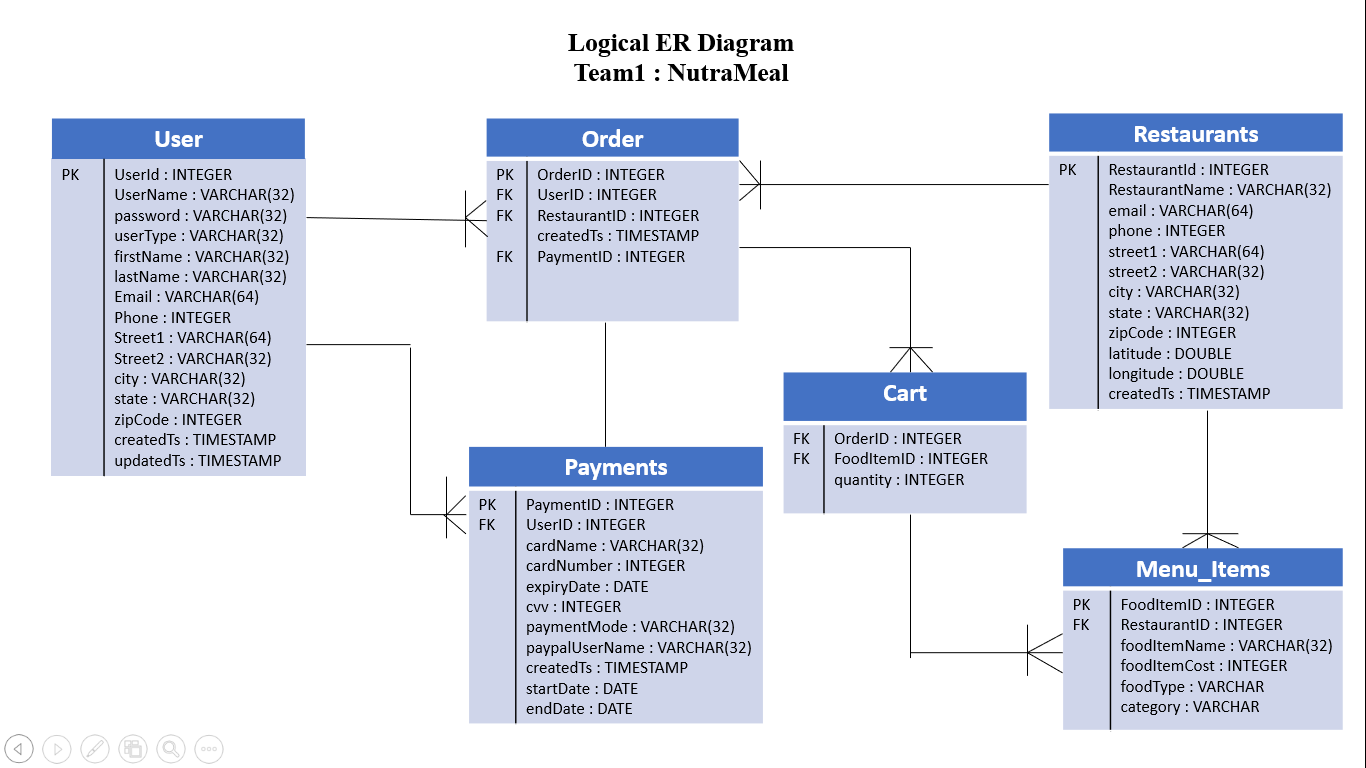 Logical ER Diagram
Team1 : NutraMeal
User
PK UserId : INTEGER
UserName : VARCHAR(32)
password : VARCHAR(32)
userType : VARCHAR(32)
firstName : VARCHAR(32)
lastName : VARCHAR(32)
Email : VARCHAR(64)
Phone : INTEGER
Street1 : VARCHAR(64)
Street2 : VARCHAR(32)
city : VARCHAR(32)
state : VARCHAR(32)
zipCode : INTEGER
createdTs : TIMESTAMP
updatedTs : TIMESTAMP
Order
PK OrderID : INTEGER
FK UserID : INTEGER
FK RestaurantID : INTEGER
createdTs : TIMESTAMP
FK PaymentID : INTEGER
Restaurants
PK RestaurantId : INTEGER
RestaurantName : VARCHAR(32)
email : VARCHAR(64)
phone : INTEGER
street1 : VARCHAR(64)
street2 : VARCHAR(32)
city : VARCHAR(32)
state : VARCHAR(32)
zipCode : INTEGER
latitude : DOUBLE
longitude : DOUBLE
createdTs : TIMESTAMP
Cart
FK OrderID : INTEGER
FK FoodItemID : INTEGER
quantity : INTEGER
Payments
PK PaymentID : INTEGER
FK UserID : INTEGER
cardName : VARCHAR(32)
cardNumber : INTEGER
expiryDate : DATE
cvv : INTEGER
paymentMode : VARCHAR(32)
paypalUserName : VARCHAR(32)
createdTs : TIMESTAMP
startDate : DATE
endDate : DATE
Menu_Items
PK FoodItemID : INTEGER
FK RestaurantID : INTEGER
foodItemName : VARCHAR(32)
foodItemCost : INTEGER
foodType : VARCHAR
category : VARCHAR